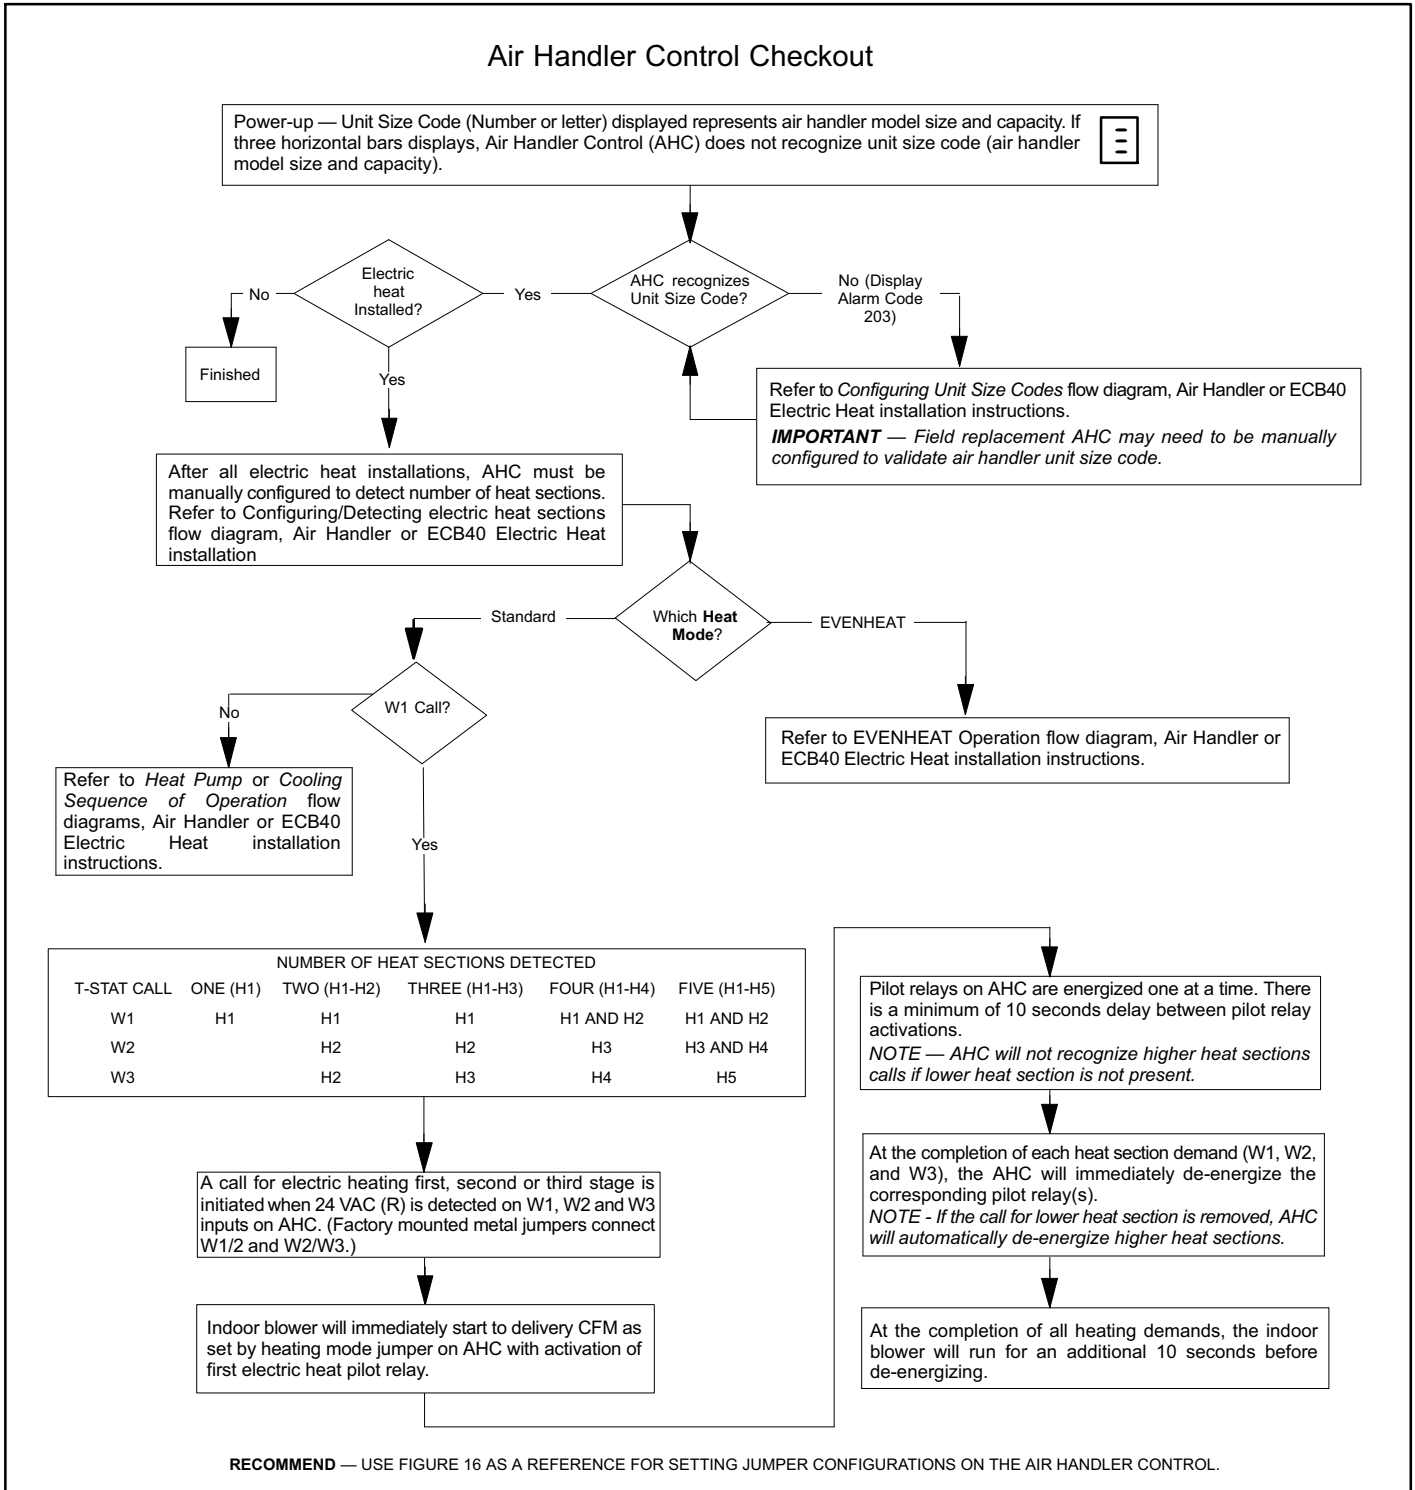 Air Handler Control Checkout
Power-up — Unit Size Code (Number or letter) displayed represents air handler model size and capacity. If
three horizontal bars displays, Air Handler Control (AHC) does not recognize unit size code (air handler
model size and capacity).
Electric
heat
Installed?
No
Yes
AHC recognizes
Unit Size Code?
No (Display
Alarm Code
203)
Finished
Yes
Refer to Configuring Unit Size Codes flow diagram, Air Handler or ECB40
Electric Heat installation instructions.
IMPORTANT — Field replacement AHC may need to be manually
configured to validate air handler unit size code.
After all electric heat installations, AHC must be
manually configured to detect number of heat sections.
Refer to Configuring/Detecting electric heat sections
flow diagram, Air Handler or ECB40 Electric Heat
installation
Standard
Which Heat
Mode?
EVENHEAT
W1 Call?
No
Refer to EVENHEAT Operation flow diagram, Air Handler or
ECB40 Electric Heat installation instructions.
Refer to Heat Pump or Cooling
Sequence of Operation flow
diagrams, Air Handler or ECB40
Electric Heat installation
instructions.
Yes
NUMBER OF HEAT SECTIONS DETECTED
T-STAT CALL ONE (H1) TWO (H1-H2) THREE (H1-H3) FOUR (H1-H4) FIVE (H1-H5)
W1 H1 H1 H1 H1 AND H2 H1 AND H2
W2 H2 H2 H3 H3 AND H4
W3 H2 H3 H4 H5
A call for electric heating first, second or third stage is
initiated when 24 VAC (R) is detected on W1, W2 and W3
inputs on AHC. (Factory mounted metal jumpers connect
W1/2 and W2/W3.)
Indoor blower will immediately start to delivery CFM as
set by heating mode jumper on AHC with activation of
first electric heat pilot relay.
Pilot relays on AHC are energized one at a time. There
is a minimum of 10 seconds delay between pilot relay
activations.
NOTE — AHC will not recognize higher heat sections
calls if lower heat section is not present.
At the completion of each heat section demand (W1, W2,
and W3), the AHC will immediately de-energize the
corresponding pilot relay(s).
NOTE - If the call for lower heat section is removed, AHC
will automatically de-energize higher heat sections.
At the completion of all heating demands, the indoor
blower will run for an additional 10 seconds before
de-energizing.
RECOMMEND — USE FIGURE 16 AS A REFERENCE FOR SETTING JUMPER CONFIGURATIONS ON THE AIR HANDLER CONTROL.